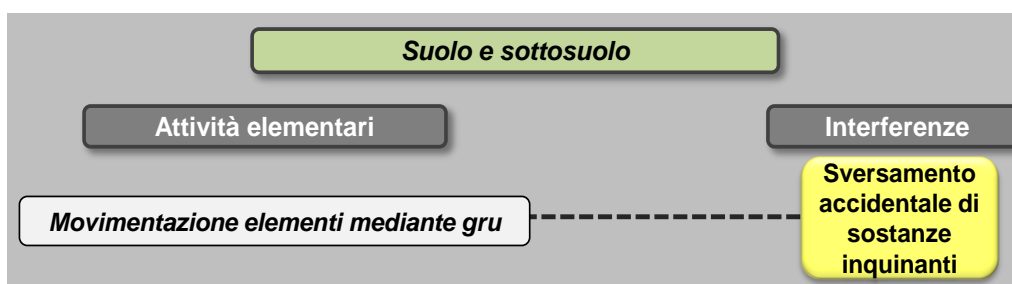 Suolo e sottosuolo
Attività elementari
Interferenze
Movimentazione elementi mediante gru
Sversamento
accidentale di
sostanze
inquinanti